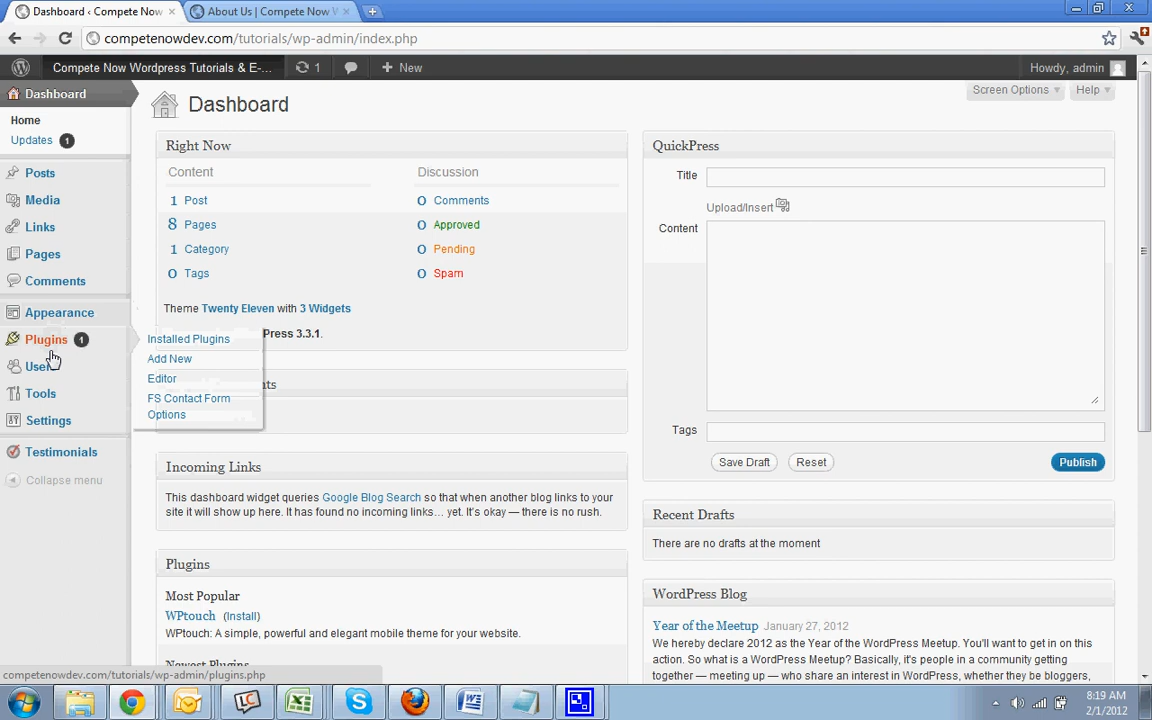 Dashboard ‹ Compete Now W
About Us | Compete Now W
competenowdev.com/tutorials/wp-admin/index.php
Compete Now Wordpress Tutorials & E-...
1
New
Howdy, admin
Dashboard
Home
Updates 1
Posts
Media
Links
Pages
Comments
Appearance
Plugins 1
Tools
Settings
Testimonials
Collapse menu
Installed Plugins
Add New
Editor
FS Contact Form
Options
Dashboard
Screen Options
Help
Right Now
Content
Discussion
1 Post
0 Comments
8 Pages
0 Approved
1 Category
0 Pending
0 Tags
0 Spam
Theme Twenty Eleven with 3 Widgets
Press 3.3.1.
Incoming Links
This dashboard widget queries Google Blog Search so that when another blog links to your
site it will show up here. It has found no incoming links… yet. It's okay — there is no rush.
Plugins
Most Popular
WPtouch (Install)
WPtouch: A simple, powerful and elegant mobile theme for your website.
Newest Plugins
QuickPress
Title
Upload/Insert
Content
Tags
Save Draft
Reset
Publish
Recent Drafts
There are no drafts at the moment
WordPress Blog
Year of the Meetup January 27, 2012
We hereby declare 2012 as the Year of the WordPress Meetup. You'll want to get in on this
action. So what is a WordPress Meetup? Basically, it's people in a community getting
together — meeting up — who share an interest in WordPress, whether they be bloggers,
competenowdev.com/tutorials/wp-admin/plugins.php
8:19 AM
2/1/2012